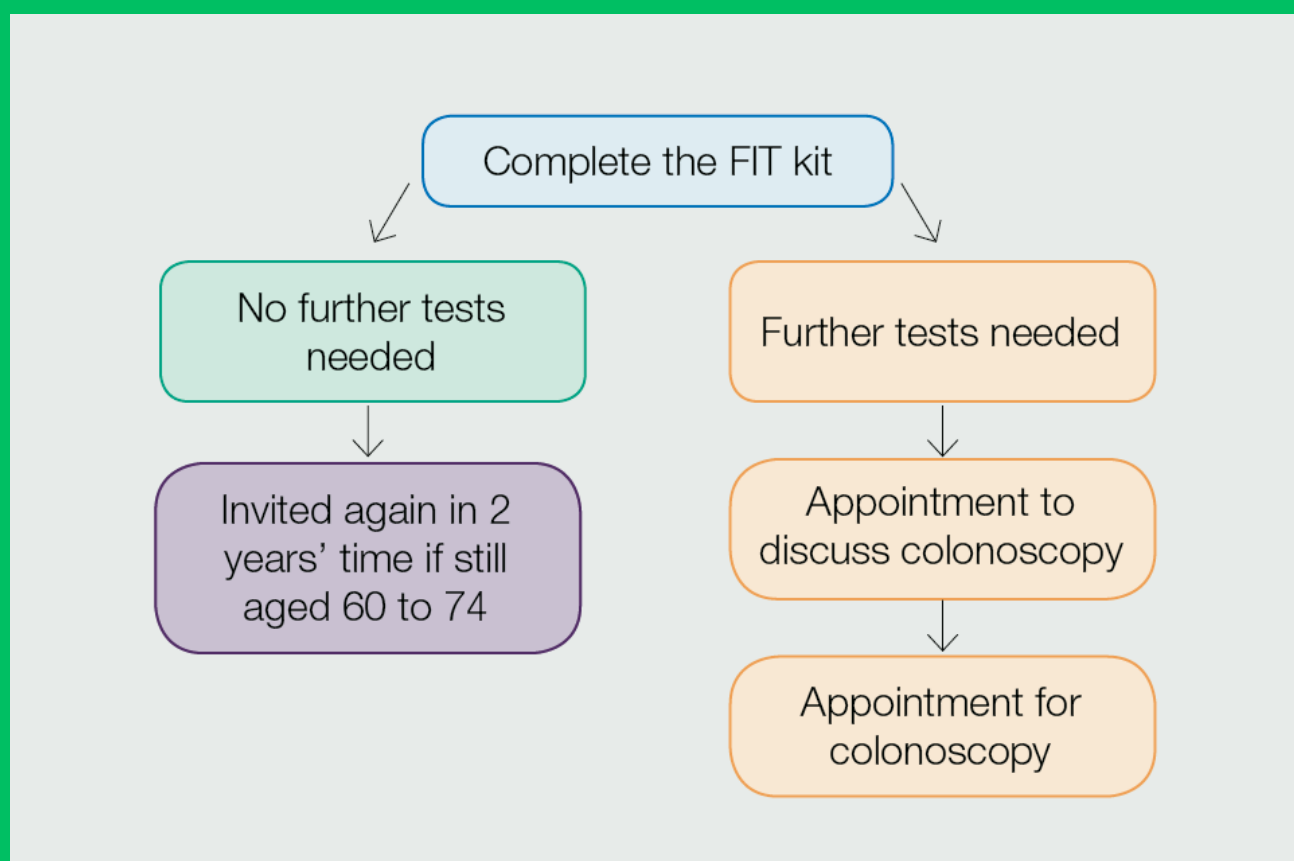 Complete the FIT kit
No further tests
needed
Further tests needed
Invited again in 2
years’ time if still
aged 60 to 74
Appointment to
discuss colonoscopy
Appointment for
colonoscopy